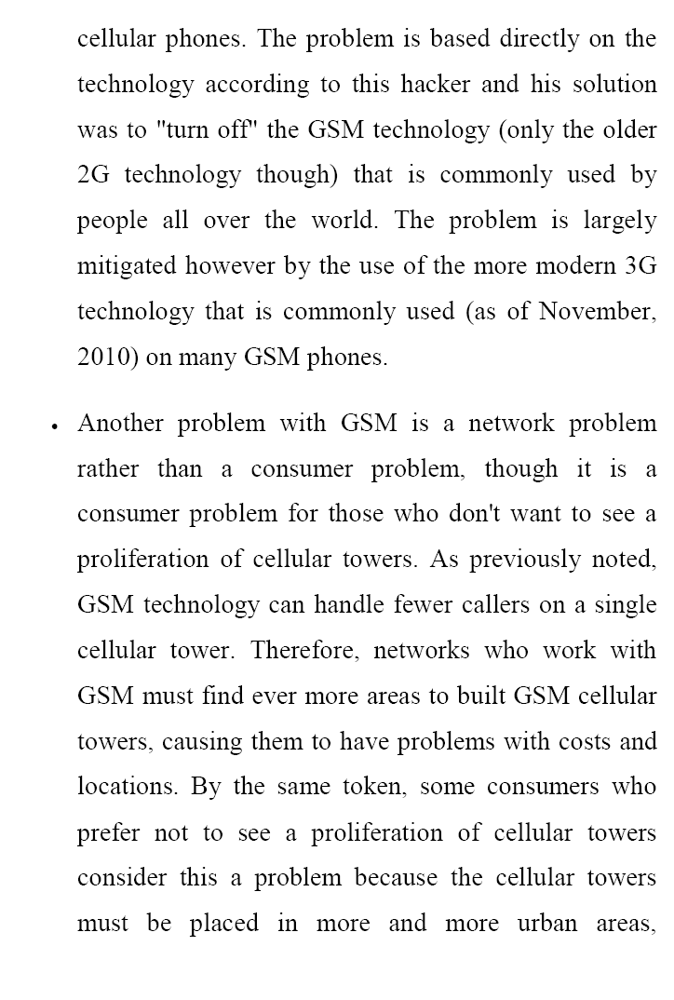 cellular phones. The problem is based directly on the
technology according to this hacker and his solution
was to "turn off" the GSM technology (only the older
2G technology though) that is commonly used by
people all over the world. The problem is largely
mitigated however by the use of the more modern 3G
technology that is commonly used (as of November,
2010) on many GSM phones.
• Another problem with GSM is a network problem
rather than a consumer problem, though it is a
consumer problem for those who don't want to see a
proliferation of cellular towers. As previously noted,
GSM technology can handle fewer callers on a single
cellular tower. Therefore, networks who work with
GSM must find ever more areas to built GSM cellular
towers, causing them to have problems with costs and
locations. By the same token, some consumers who
prefer not to see a proliferation of cellular towers
consider this a problem because the cellular towers
must be placed in more and more urban areas,